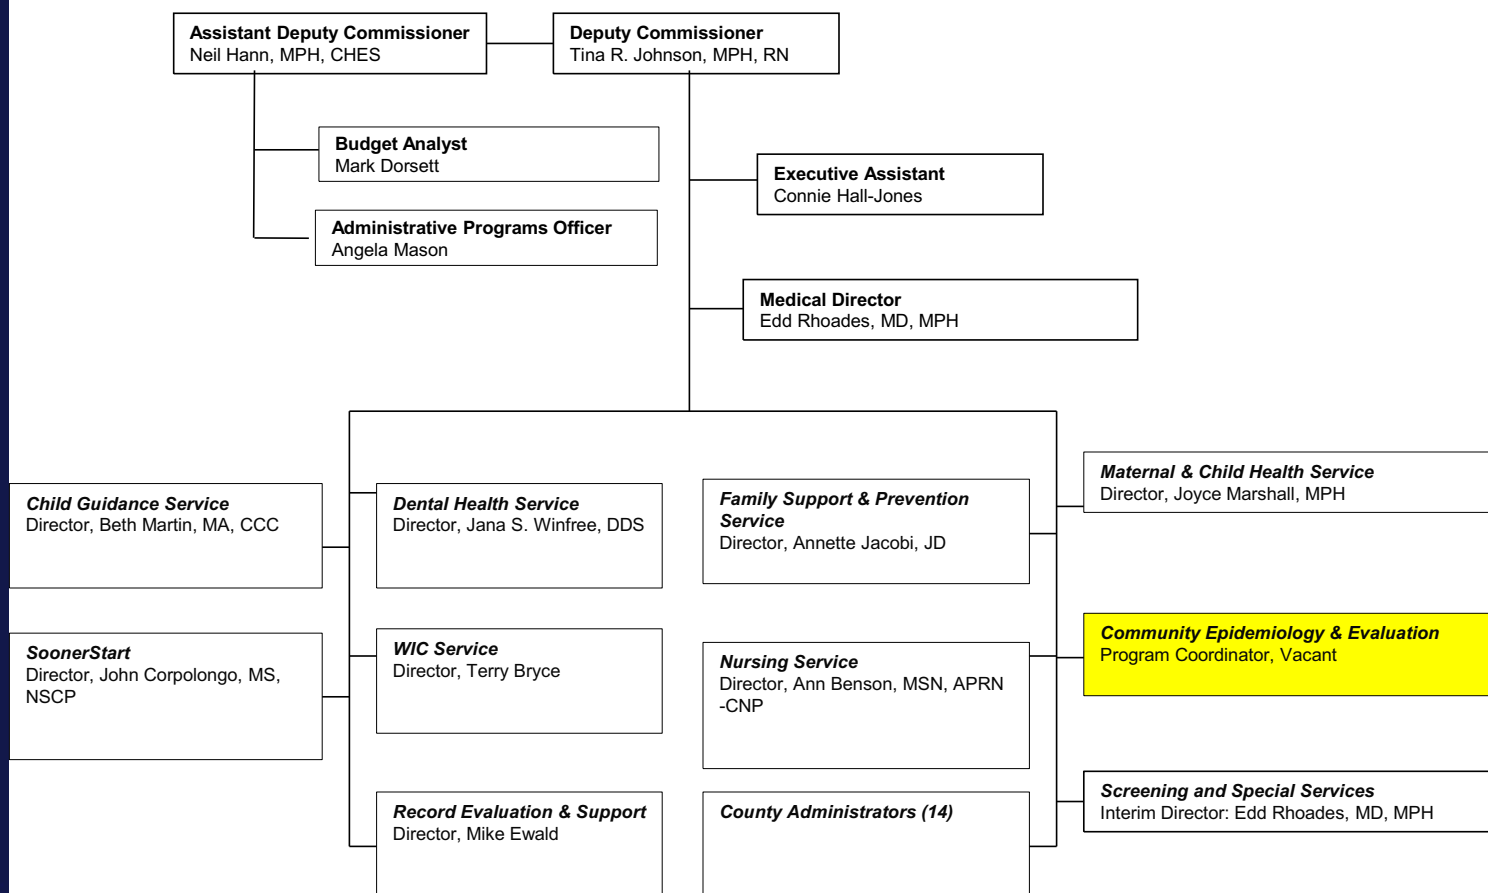 Assistant Deputy Commissioner
Neil Hann, MPH, CHES
Deputy Commissioner
Tina R. Johnson, MPH, RN
Budget Analyst
Mark Dorsett
Executive Assistant
Connie Hall-Jones
Administrative Programs Officer
Angela Mason
Medical Director
Edd Rhoades, MD, MPH
Child Guidance Service
Director, Beth Martin, MA, CCC
Dental Health Service
Director, Jana S. Winfree, DDS
Family Support & Prevention
Service
Director, Annette Jacobi, JD
Maternal & Child Health Service
Director, Joyce Marshall, MPH
SoonerStart
Director, John Corpolongo, MS,
NSCP
WIC Service
Director, Terry Bryce
Nursing Service
Director, Ann Benson, MSN, APRN
-CNP
Community Epidemiology & Evaluation
Program Coordinator, Vacant
Record Evaluation & Support
Director, Mike Ewald
County Administrators (14)
Screening and Special Services
Interim Director: Edd Rhoades, MD, MPH